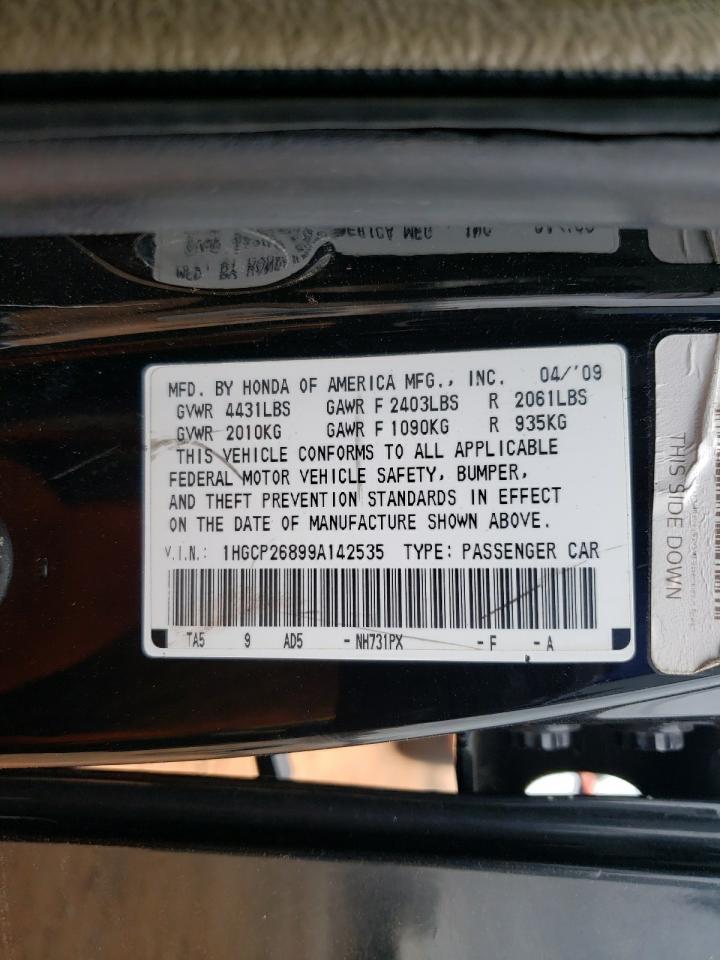 MFD. BY HONDA OF AMERICA MFG., INC. 04/'09
GVWR 4431LBS GAWR F 2403LBS R 2061LBS
GVWR 2010KG GAWR F 1090KG R 935KG
THIS VEHICLE CONFORMS TO ALL APPLICABLE
FEDERAL MOTOR VEHICLE SAFETY, BUMPER,
AND THEFT PREVENTION STANDARDS IN EFFECT
ON THE DATE OF MANUFACTURE SHOWN ABOVE.
V.I.N.: 1HGCP26899A142535 TYPE: PASSENGER CAR
TA5 9 AD5 -NH731PX -F -A
THIS SIDE DOWN